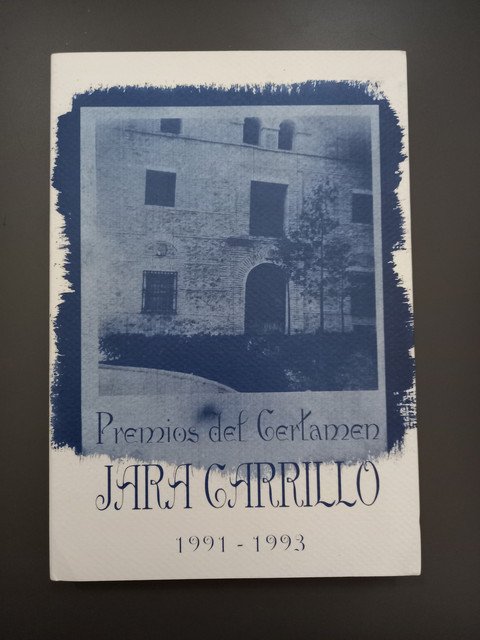 Premios del Certamen
JARA CARRILLO
1991 - 1993